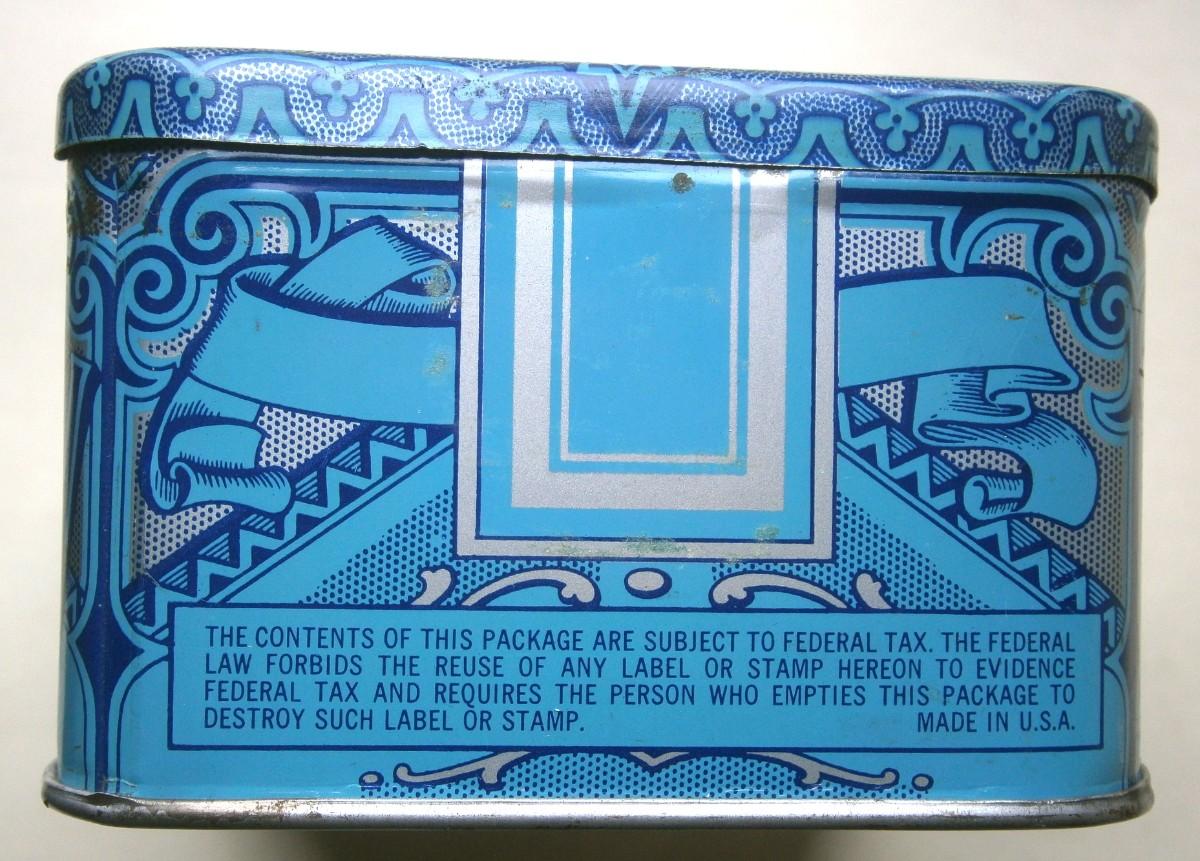 THE CONTENTS OF THIS PACKAGE ARE SUBJECT TO FEDERAL TAX. THE FEDERAL
LAW FORBIDS THE REUSE OF ANY LABEL OR STAMP HEREON TO EVIDENCE
FEDERAL TAX AND REQUIRES THE PERSON WHO EMPTIES THIS PACKAGE TO
DESTROY SUCH LABEL OR STAMP. MADE IN U.S.A.